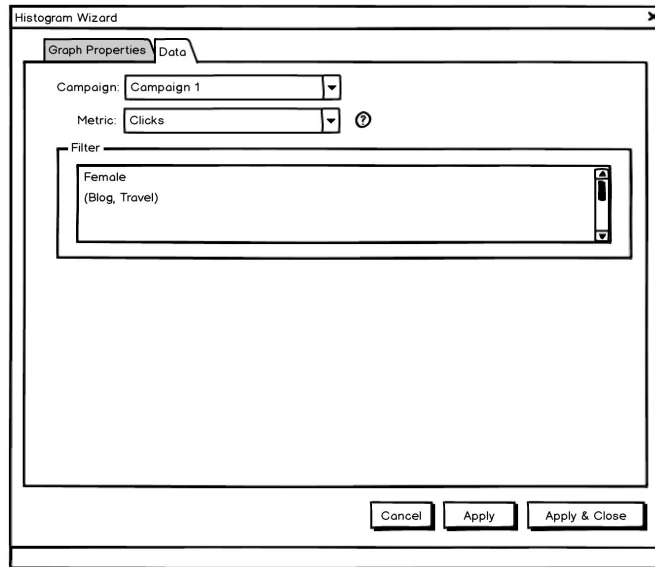 Histogram Wizard
Graph Properties Data
Campaign: Campaign 1
Metric: Clicks ?
Filter
Female
(Blog, Travel)
Cancel Apply Apply & Close